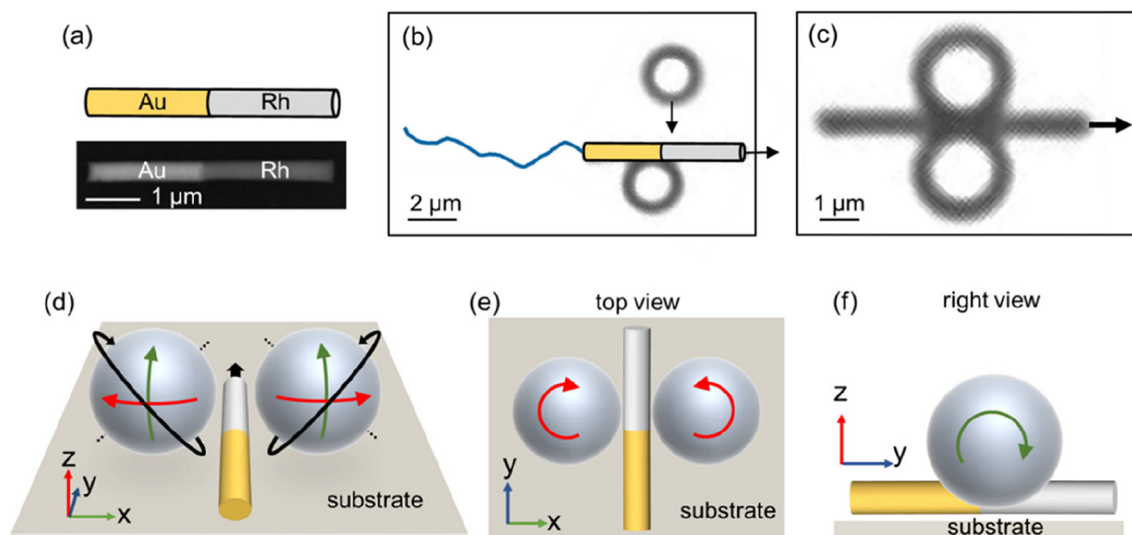 (a)
Au Rh
Au Rh
1 μm
(b)
2 μm
(c)
1 μm
(d)
z
y
x
substrate
(e)
top view
y
x
substrate
(f)
right view
z
y
substrate